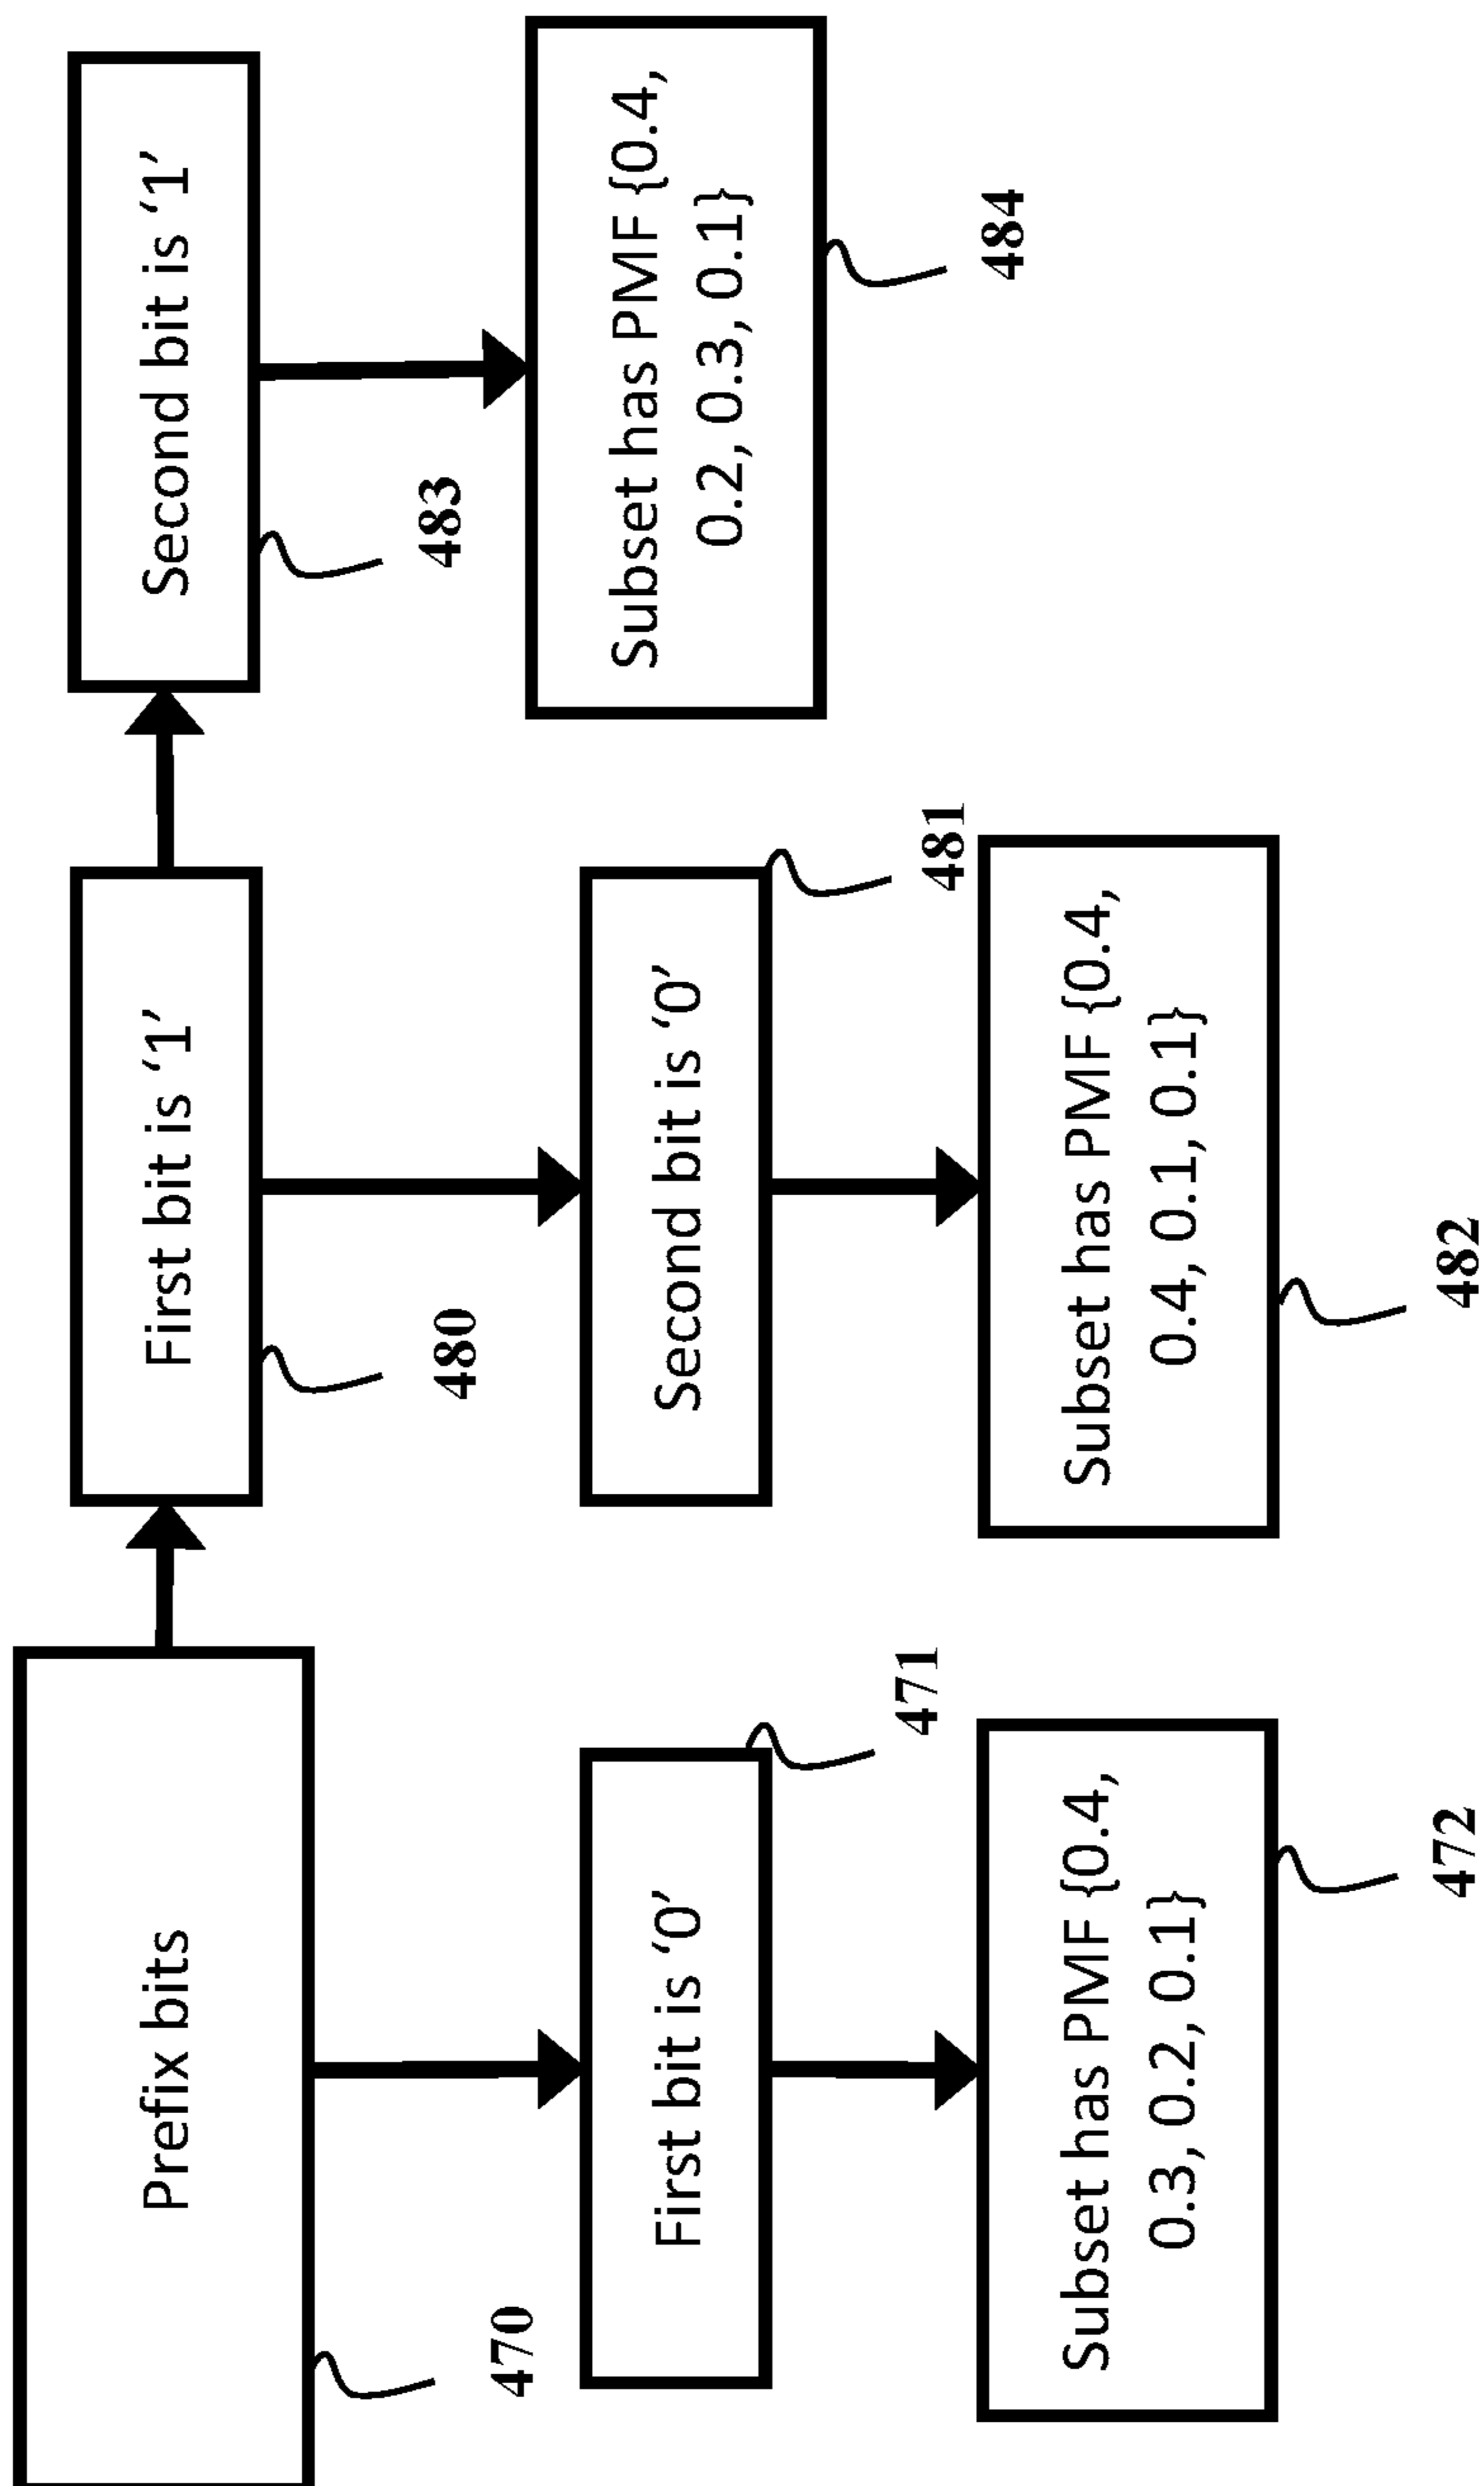 Prefix bits
470
First bit is ‘0’
471
Subset has PMF {0.4,
0.3, 0.2, 0.1}
472
First bit is ‘1’
480
Second bit is ‘0’
481
Subset has PMF {0.4,
0.4, 0.1, 0.1}
482
Second bit is ‘1’
483
Subset has PMF {0.4,
0.2, 0.3, 0.1}
484